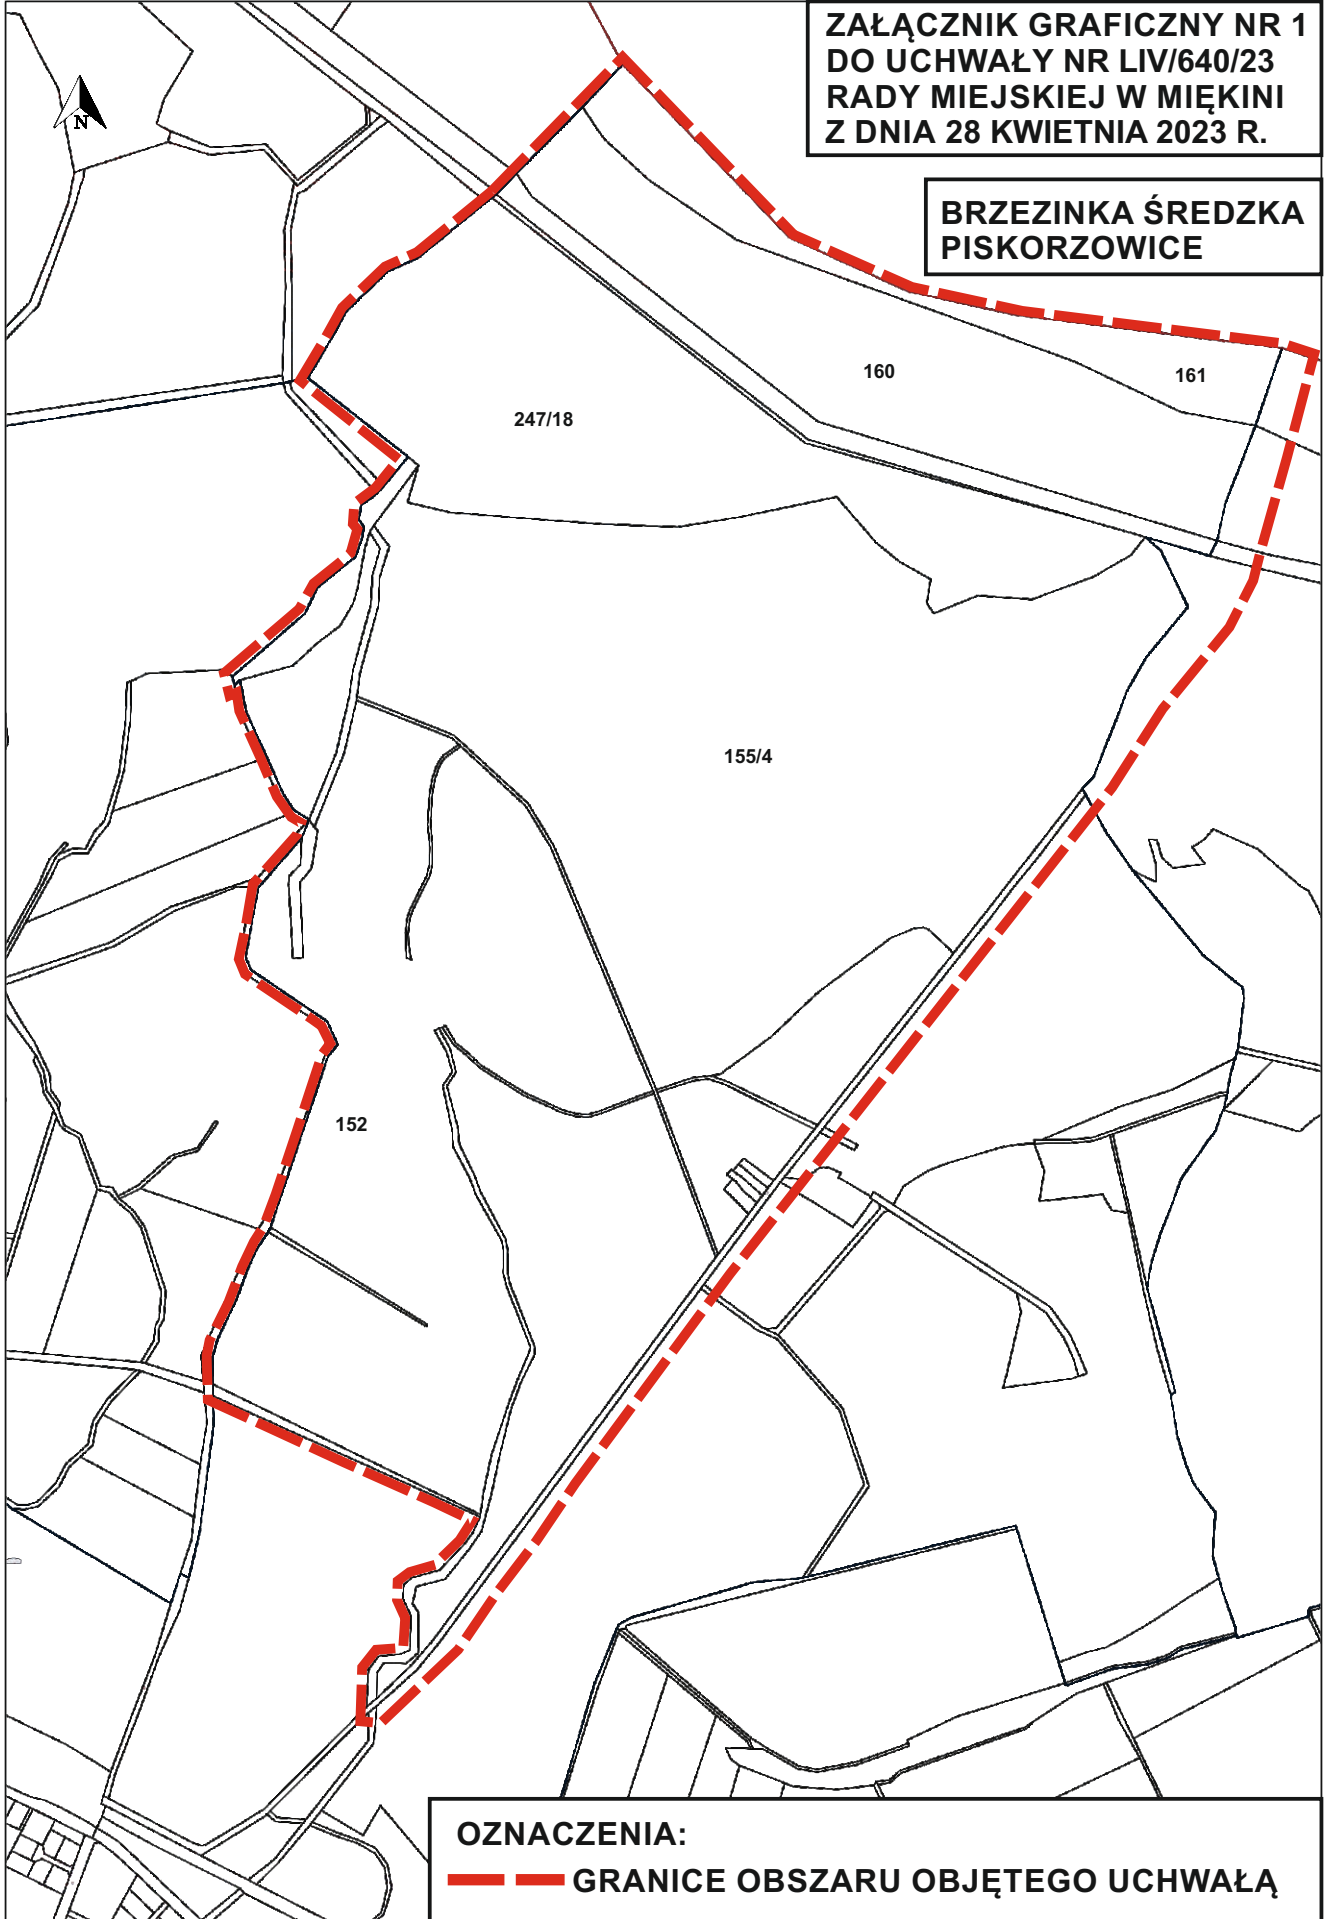 ZAŁĄCZNIK GRAFICZNY NR 1
DO UCHWAŁY NR LIV/640/23
RADY MIEJSKIEJ W MIĘKINI
Z DNIA 28 KWIETNIA 2023 R.
N
BRZEZINKA ŚREDZKA
PISKORZOWICE
160
161
247/18
155/4
152
OZNACZENIA:
GRANICE OBSZARU OBJĘTEGO UCHWAŁĄ